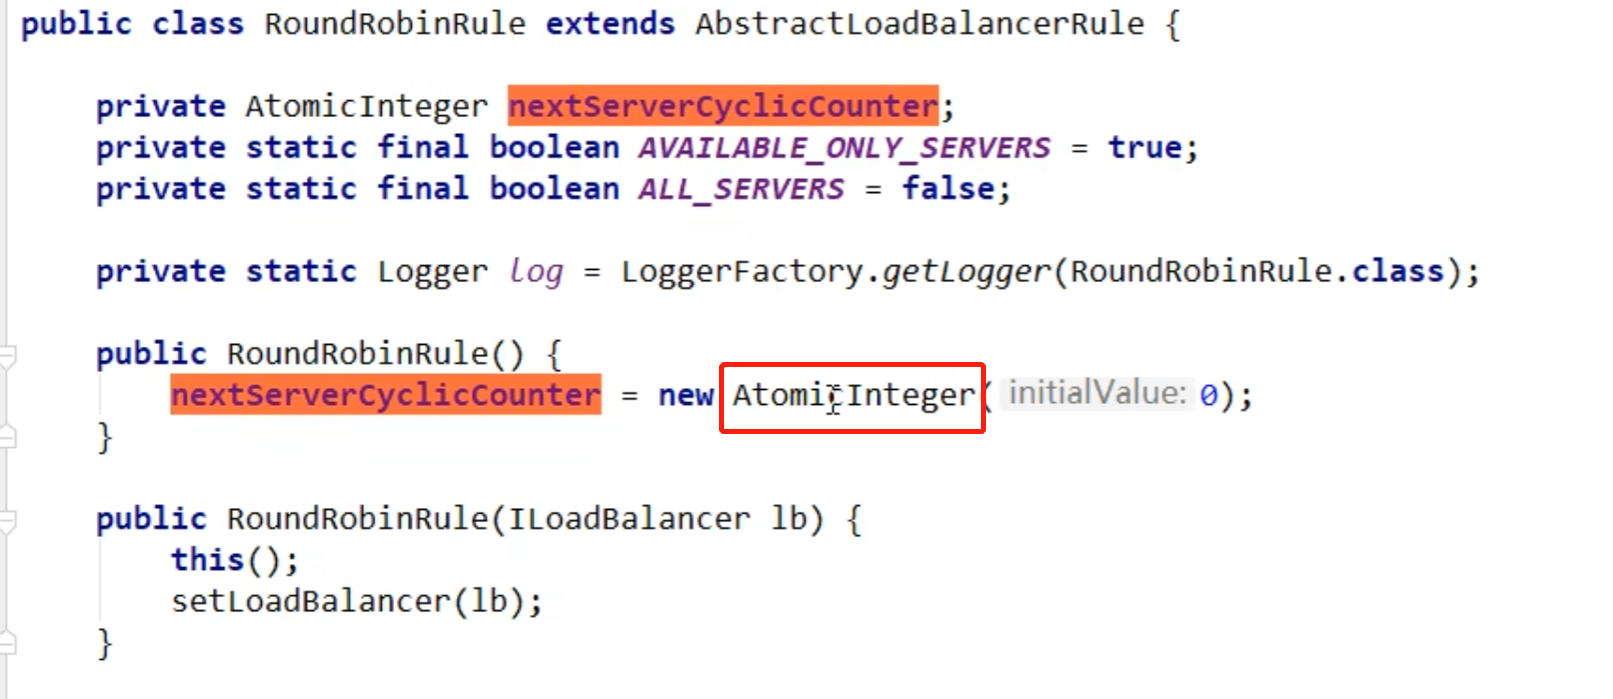 public class RoundRobinRule extends AbstractLoadBalancerRule {
private AtomicInteger nextServerCyclicCounter;
private static final boolean AVAILABLE_ONLY_SERVERS = true;
private static final boolean ALL_SERVERS = false;
private static Logger log = LoggerFactory.getLogger(RoundRobinRule.class);
public RoundRobinRule() {
nextServerCyclicCounter = new AtomicInteger( initialValue: 0);
}
public RoundRobinRule(ILoadBalancer lb) {
this();
setLoadBalancer(lb);
}